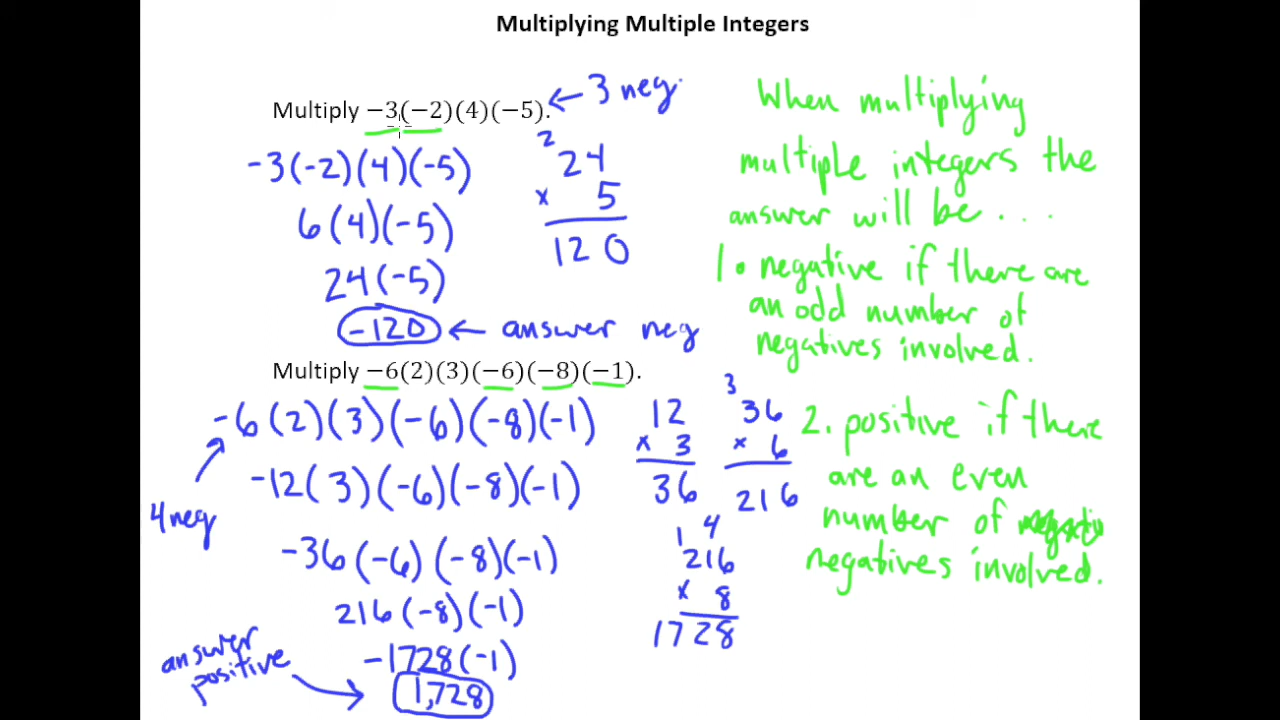 Multiplying Multiple Integers
Multiply −3(−2)(4)(−5).
← 3 neg.
-3(-2)(4)(-5)
6(4)(-5)
24(-5)
-120 ← answer neg
2
24
× 5
120
When multiplying
multiple integers the
answer will be....
1. negative if there are
an odd number of
negatives involved.
Multiply −6(2)(3)(−6)(−8)(−1).
-6(2)(3)(-6)(-8)(-1)
4 neg
-12(3)(-6)(-8)(-1)
-36(-6)(-8)(-1)
216(-8)(-1)
-1728(-1)
answer
positive
1,728
12
× 3
36
3
36
× 6
216
1 4
216
× 8
1728
2. positive if there
are an even
number of
negatives involved.